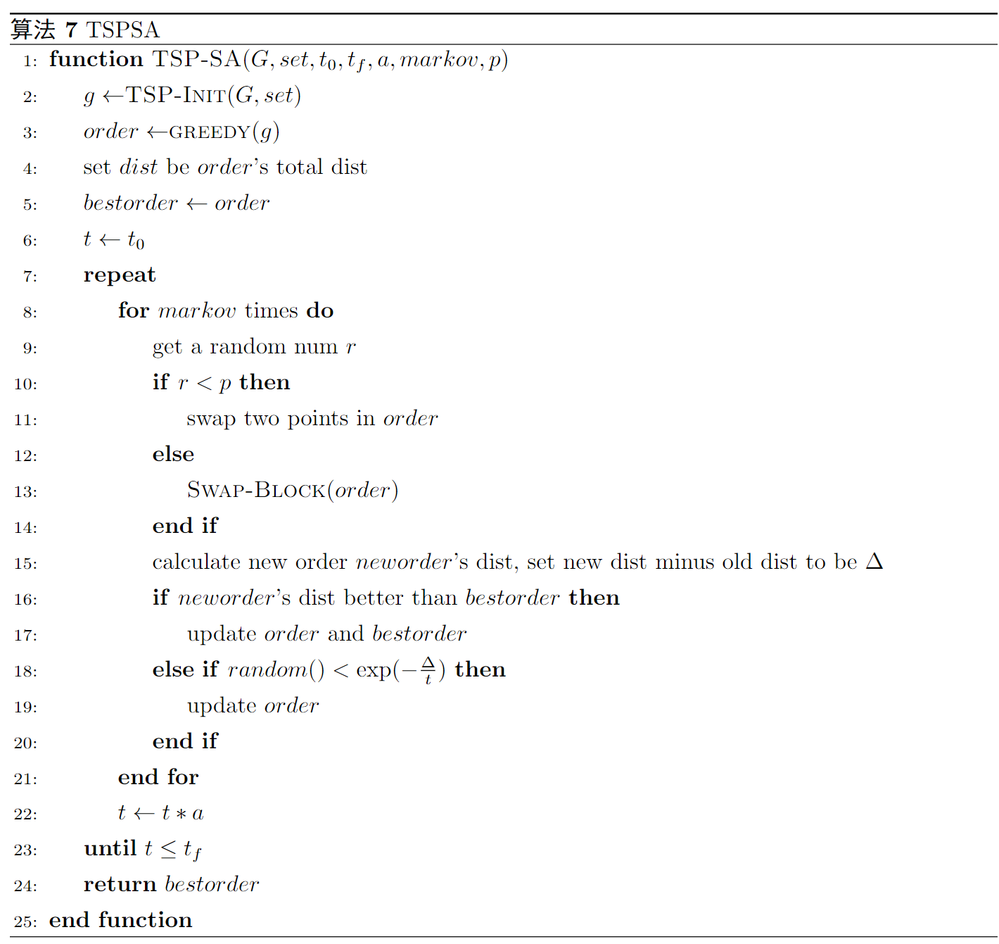 算法 7 TSPSA
1: function TSP-SA(G, set, t₀, t_f, a, markov, p)
2: g ←TSP-INIT(G, set)
3: order ←GREEDY(g)
4: set dist be order's total dist
5: bestorder ← order
6: t ← t₀
7: repeat
8: for markov times do
9: get a random num r
10: if r < p then
11: swap two points in order
12: else
13: SWAP-BLOCK(order)
14: end if
15: calculate new order neworder's dist, set new dist minus old dist to be Δ
16: if neworder's dist better than bestorder then
17: update order and bestorder
18: else if random() < exp(−Δ/t) then
19: update order
20: end if
21: end for
22: t ← t ∗ a
23: until t ≤ t_f
24: return bestorder
25: end function